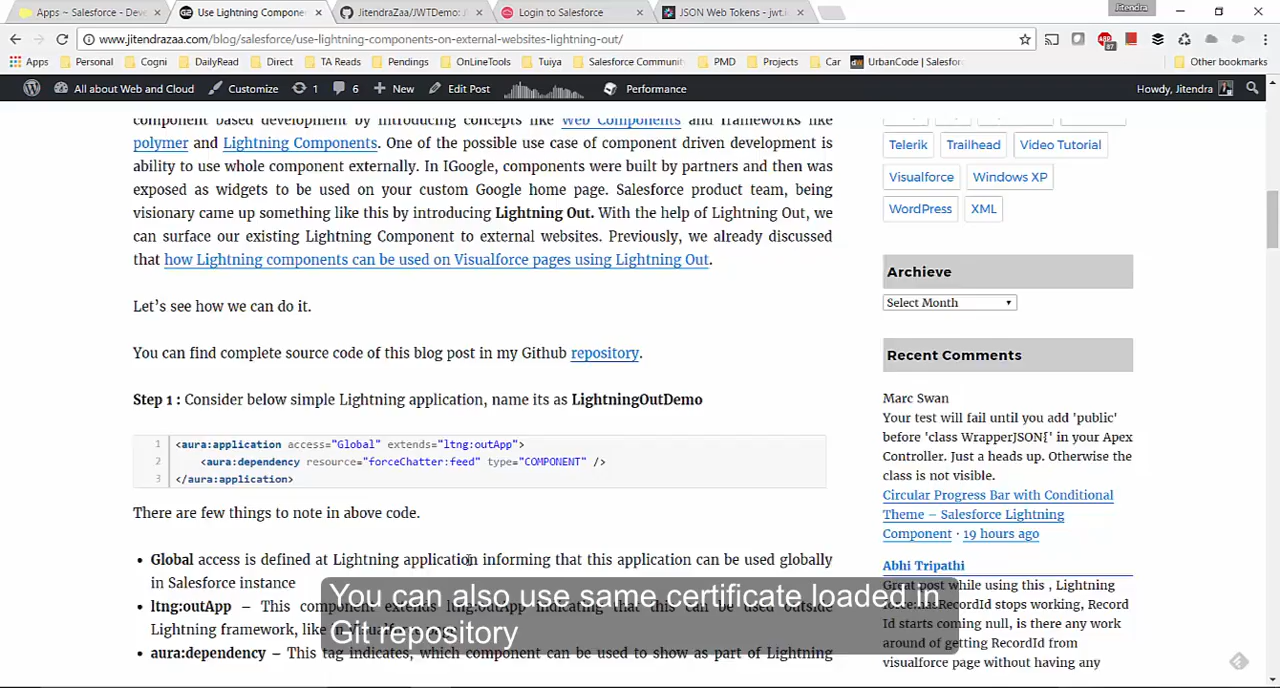 Apps ~ Salesforce - Deve
Use Lightning Compone
JitendraZaa/JWTDemo:
Login to Salesforce
JSON Web Tokens - jwt.i
Jitendra
www.jitendrazaa.com/blog/salesforce/use-lightning-components-on-external-websites-lightning-out/
87
Apps Personal Cogni DailyRead Direct TA Reads Pendings OnLineTools Tuiya Salesforce Communit PMD Projects Car UrbanCode | Salesfor Other bookmarks
All about Web and Cloud Customize 1 6 New Edit Post Performance Howdy, Jitendra
component based development by introducing concepts like Web Components and frameworks like
polymer and Lightning Components. One of the possible use case of component driven development is
ability to use whole component externally. In IGoogle, components were built by partners and then was
exposed as widgets to be used on your custom Google home page. Salesforce product team, being
visionary came up something like this by introducing Lightning Out. With the help of Lightning Out, we
can surface our existing Lightning Component to external websites. Previously, we already discussed
that how Lightning components can be used on Visualforce pages using Lightning Out.
Let's see how we can do it.
You can find complete source code of this blog post in my Github repository.
Step 1 : Consider below simple Lightning application, name its as LightningOutDemo
1 <aura:application access="Global" extends="ltng:outApp">
2 <aura:dependency resource="forceChatter:feed" type="COMPONENT" />
3 </aura:application>
There are few things to note in above code.
• Global access is defined at Lightning application informing that this application can be used globally
in Salesforce instance
• ltng:outApp – This component extends ltng:outApp indicating that this can be used outside
Lightning framework, like in Visualforce page
• aura:dependency – This tag indicates, which component can be used to show as part of Lightning
You can also use same certificate loaded in
Git repository
Telerik Trailhead Video Tutorial
Visualforce Windows XP
WordPress XML
Archieve
Select Month
Recent Comments
Marc Swan
Your test will fail until you add 'public'
before 'class WrapperJSON{' in your Apex
Controller. Just a heads up. Otherwise the
class is not visible.
Circular Progress Bar with Conditional
Theme – Salesforce Lightning
Component · 19 hours ago
Abhi Tripathi
Great post while using this , Lightning
force:hasRecordId stops working, Record
Id starts coming null, is there any work
around of getting RecordId from
visualforce page without having any